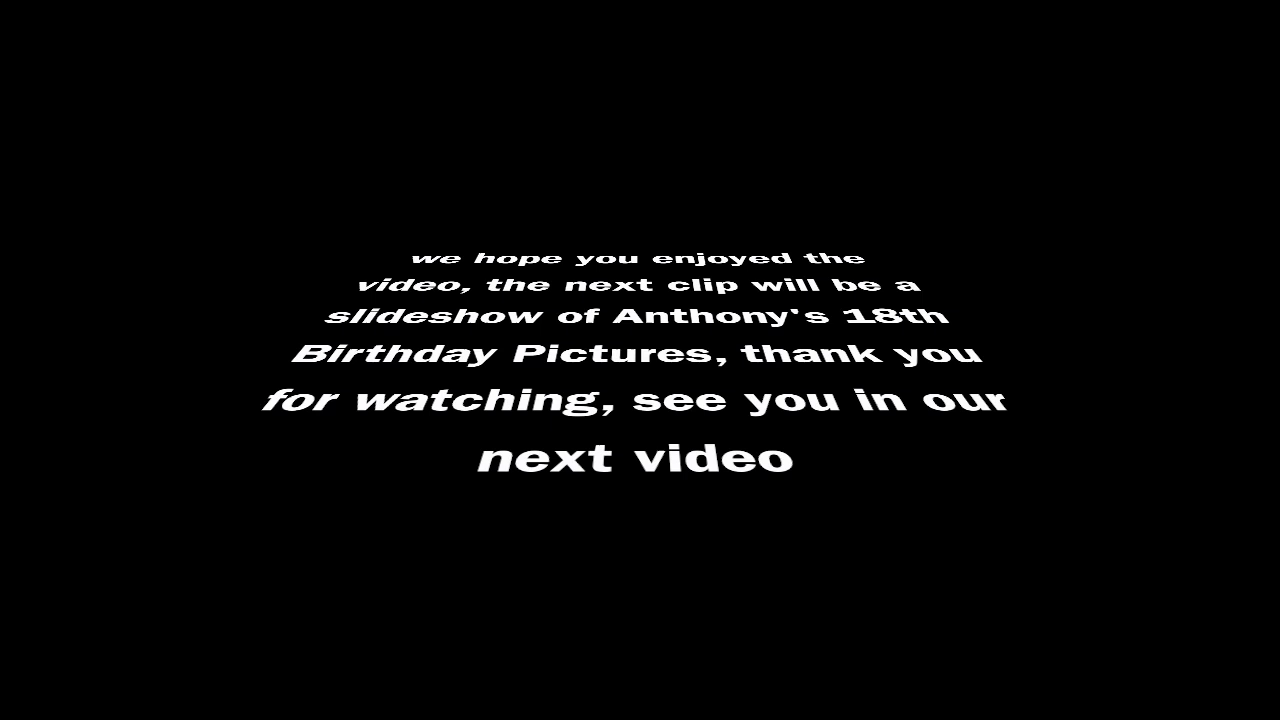 we hope you enjoyed the
video, the next clip will be a
slideshow of Anthony's 18th
Birthday Pictures, thank you
for watching, see you in our
next video